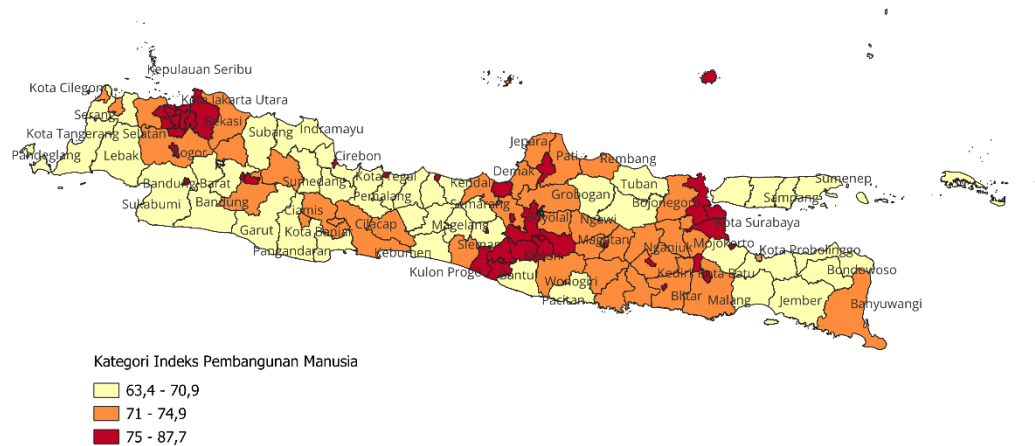 Kepulauan Seribu
Kota Cilegon
Kota Jakarta Utara
Serang
Bekasi
Kota Tangerang Selatan
Subang
Indramayu
Pandeglang
Lebak
Bogor
Cirebon
Jepara
Pati
Rembang
Bandung Barat
Sumedang
Kota Tegal
Kendal
Demak
Sukabumi
Bandung
Ciamis
Pemalang
Semarang
Grobogan
Tuban
Bojonegoro
Sampang
Sumenep
Garut
Kota Banjar
Cilacap
Magelang
Boyolali
Ngawi
Kota Surabaya
Pangandaran
Kebumen
Sleman
Magetan
Nganjuk
Mojokerto
Kota Probolinggo
Kulon Progo
Bantul
Wonogiri
Kediri
Kota Batu
Bondowoso
Pacitan
Blitar
Malang
Jember
Banyuwangi
Kategori Indeks Pembangunan Manusia
63,4 - 70,9
71 - 74,9
75 - 87,7